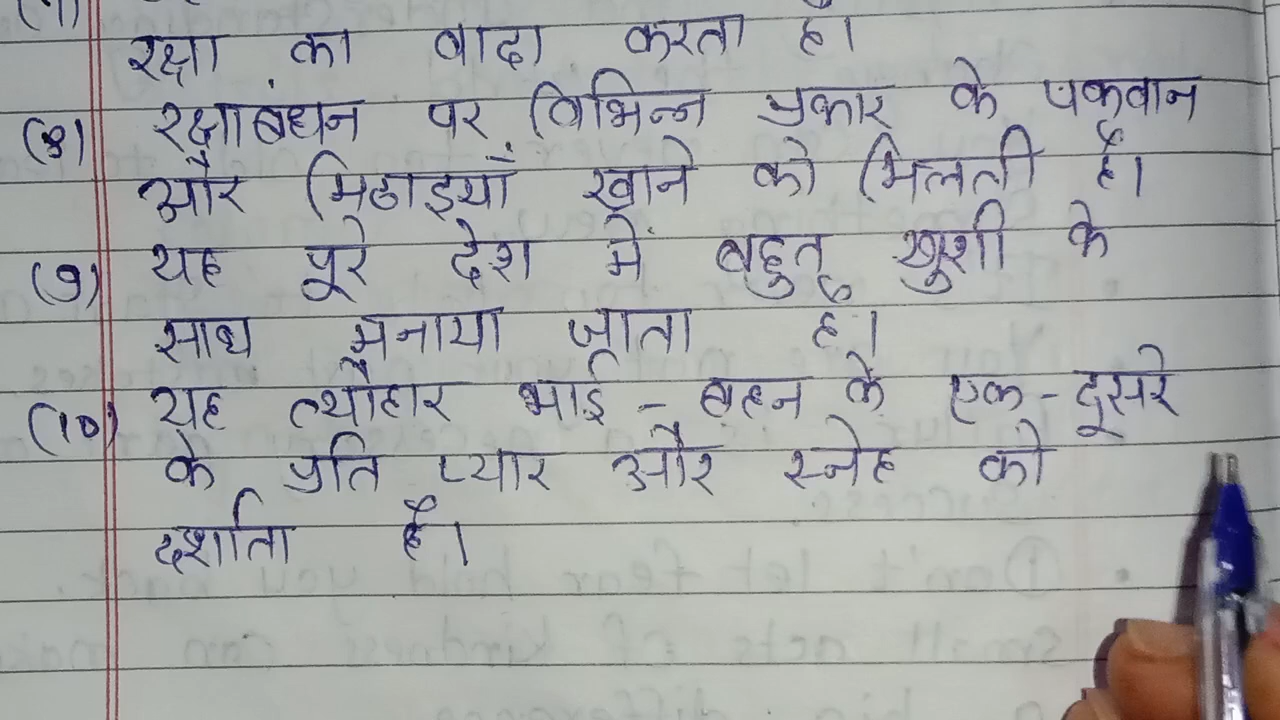 रक्षा का वादा करता है।
(8) रक्षाबंधन पर विभिन्न प्रकार के पकवान
और मिठाइयाँ खाने को मिलती है।
(9) यह पूरे देश में बहुत खुशी के
साथ मनाया जाता है।
(10) यह त्यौहार भाई - बहन के एक - दूसरे
के प्रति प्यार और स्नेह को
दर्शाता है।